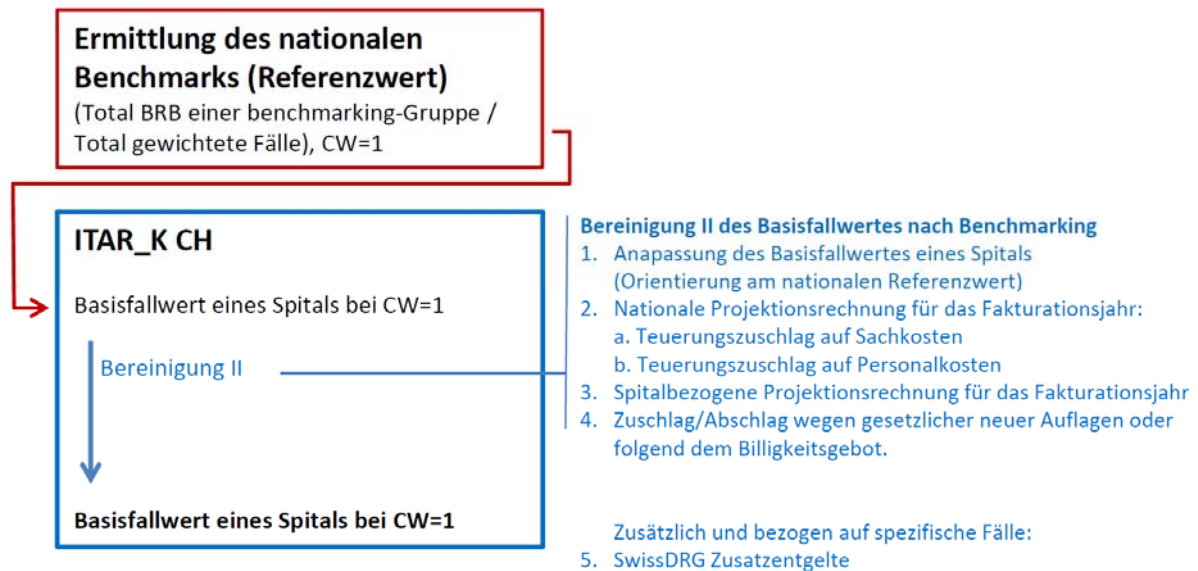 Ermittlung des nationalen
Benchmarks (Referenzwert)
(Total BRB einer benchmarking-Gruppe /
Total gewichtete Fälle), CW=1
ITAR_K CH
Basisfallwert eines Spitals bei CW=1
Bereinigung II
Basisfallwert eines Spitals bei CW=1
Bereinigung II des Basisfallwertes nach Benchmarking
1. Anapassung des Basisfallwertes eines Spitals
(Orientierung am nationalen Referenzwert)
2. Nationale Projektionsrechnung für das Fakturationsjahr:
a. Teuerungszuschlag auf Sachkosten
b. Teuerungszuschlag auf Personalkosten
3. Spitalbezogene Projektionsrechnung für das Fakturationsjahr
4. Zuschlag/Abschlag wegen gesetzlicher neuer Auflagen oder
folgend dem Billigkeitsgebot.
Zusätzlich und bezogen auf spezifische Fälle:
5. SwissDRG Zusatzentgelte